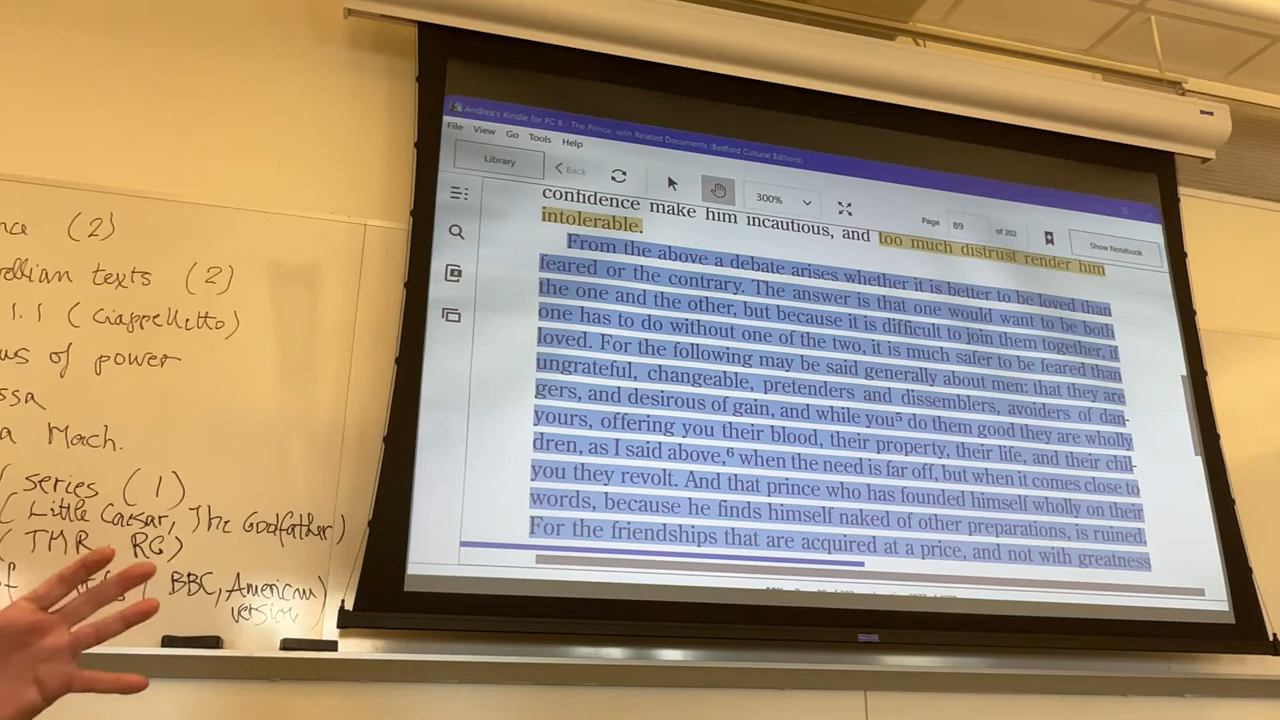 nce (2)
ellian texts (2)
1.1 (Ciappelletto)
ws of power
ssa
a Mach.
( series (1)
( Little Caesar, The Godfather)
( TMR RG)
BBC, American
version
Andrea's Kindle for PC 8 - The Prince with Related Documents (Bedford Cultural Editions)
File View Go Tools Help
Library Back 300% Page 89 of 202 Show Notebook
confidence make him incautious, and too much distrust render him
intolerable.
From the above a debate arises whether it is better to be loved than
feared or the contrary. The answer is that one would want to be both
the one and the other, but because it is difficult to join them together, if
one has to do without one of the two, it is much safer to be feared than
loved. For the following may be said generally about men: that they are
ungrateful, changeable, pretenders and dissemblers, avoiders of dan-
gers, and desirous of gain, and while you⁵ do them good they are wholly
yours, offering you their blood, their property, their life, and their chil-
dren, as I said above,⁶ when the need is far off, but when it comes close to
you they revolt. And that prince who has founded himself wholly on their
words, because he finds himself naked of other preparations, is ruined.
For the friendships that are acquired at a price, and not with greatness